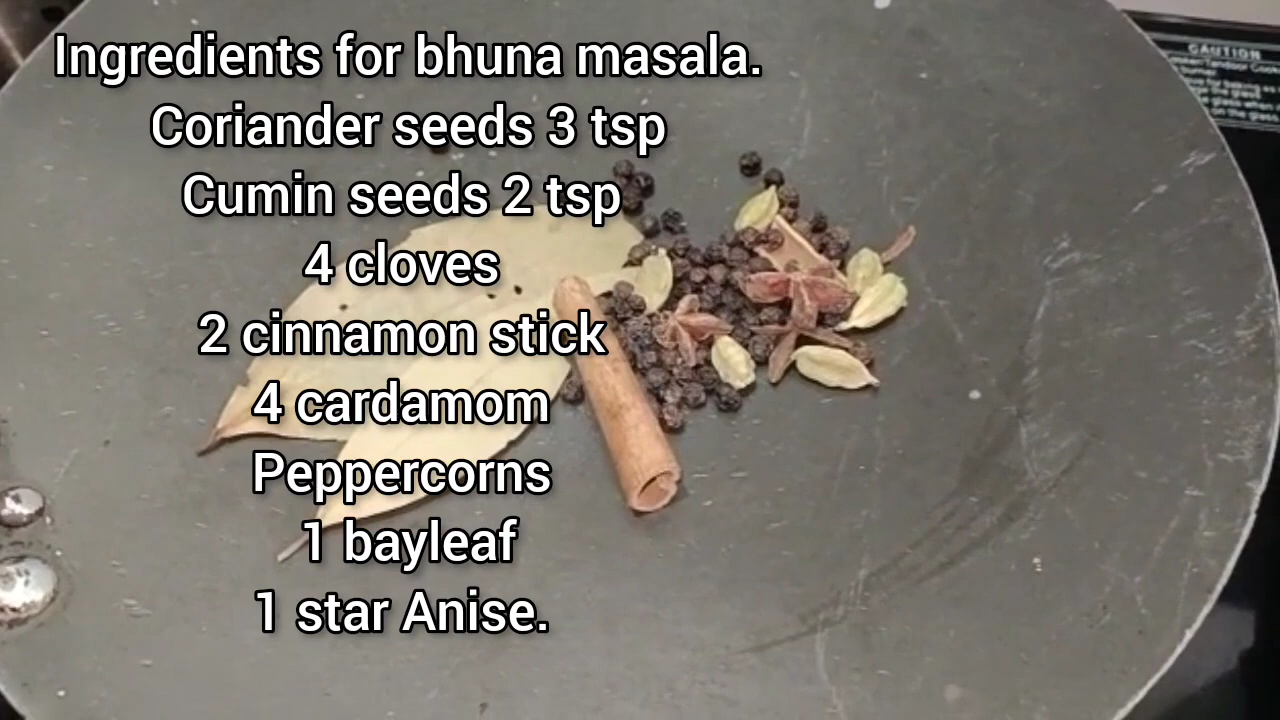 Ingredients for bhuna masala.
Coriander seeds 3 tsp
Cumin seeds 2 tsp
4 cloves
2 cinnamon stick
4 cardamom
Peppercorns
1 bayleaf
1 star Anise.
CAUTION